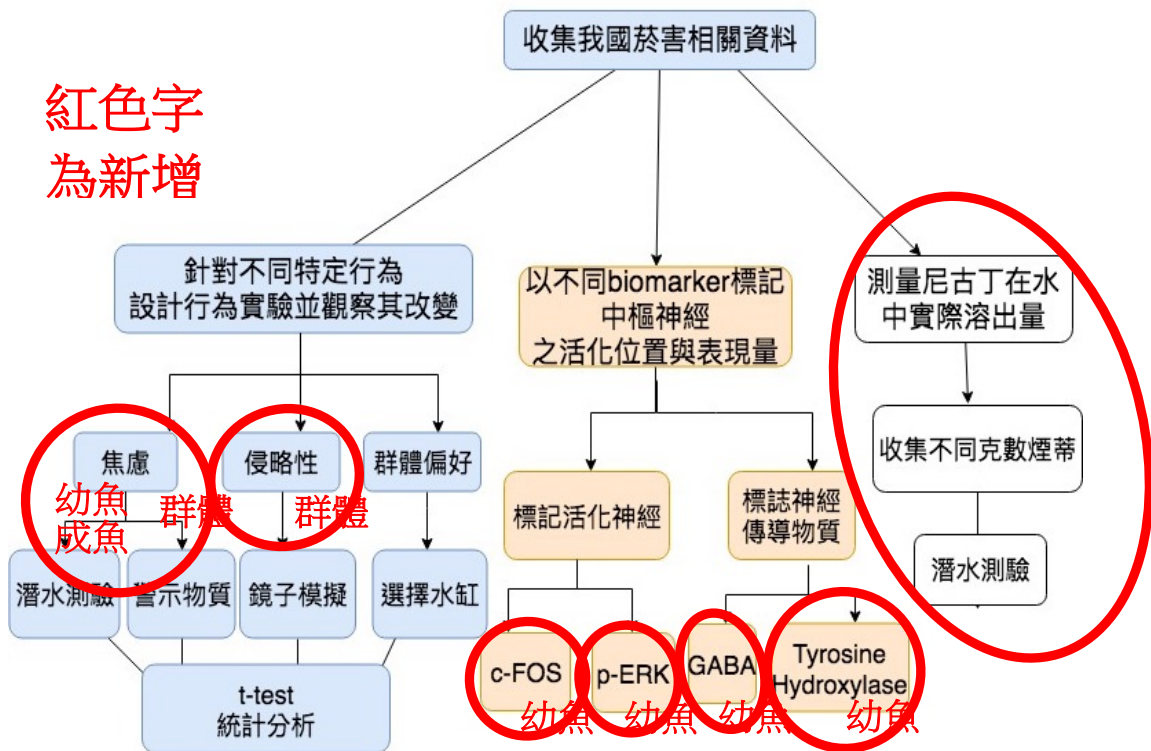 收集我國菸害相關資料
紅色字
為新增
針對不同特定行為
設計行為實驗並觀察其改變
以不同biomarker標記
中樞神經
之活化位置與表現量
測量尼古丁在水
中實際溶出量
焦慮
侵略性
群體偏好
幼魚
成魚
群體
群體
標記活化神經
標誌神經
傳導物質
收集不同克數煙蒂
潛水測驗
警示物質
鏡子模擬
選擇水缸
潛水測驗
c-FOS
p-ERK
GABA
Tyrosine
Hydroxylase
幼魚
幼魚
幼魚
幼魚
t-test
統計分析